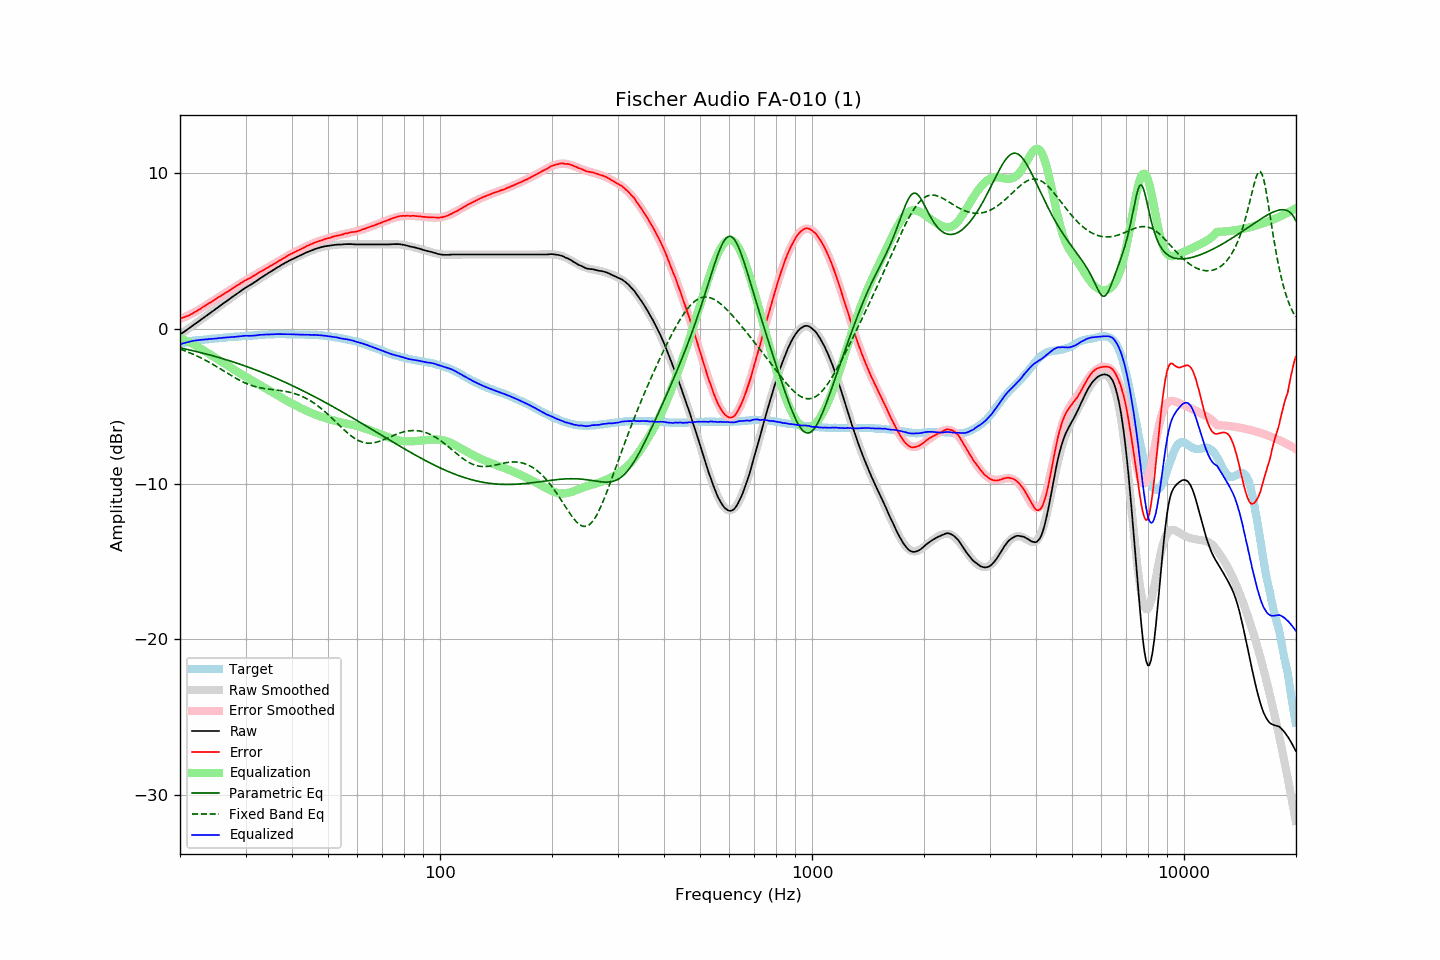 Fischer Audio FA-010 (1)
Amplitude (dBr)
10
0
−10
−20
−30
100
1000
10000
Frequency (Hz)
Target
Raw Smoothed
Error Smoothed
Raw
Error
Equalization
Parametric Eq
Fixed Band Eq
Equalized